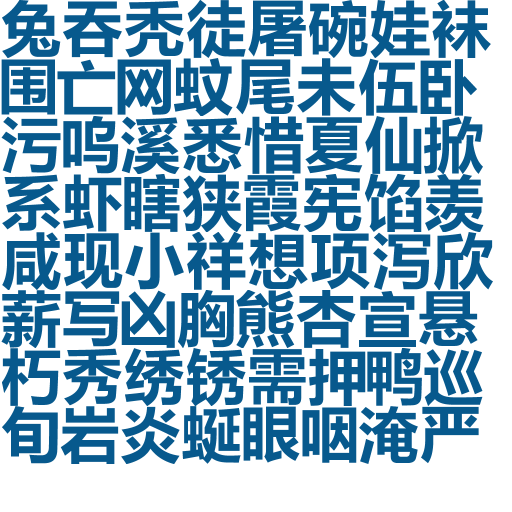 兔吞秃徒屠碗娃袜
围亡网蚊尾未伍卧
污呜溪悉惜夏仙掀
系虾瞎狭霞宪馅羡
咸现小祥想项泻欣
薪写凶胸熊杏宣悬
朽秀绣锈需押鸭巡
旬岩炎蜒眼咽淹严